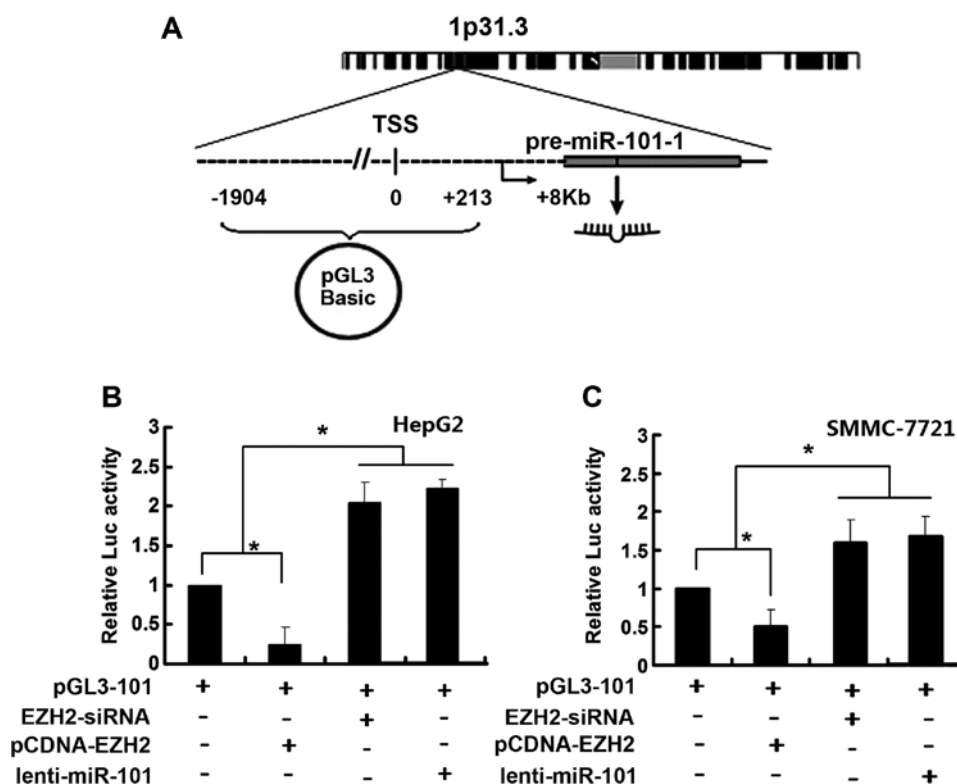 A
1p31.3
TSS
pre-miR-101-1
-1904 0 +213 +8Kb
pGL3
Basic
B
HepG2
Relative Luc activity
3
2.5
2
1.5
1
0.5
0
*
*
pGL3-101 + + + +
EZH2-siRNA - - + -
pCDNA-EZH2 - + - -
lenti-miR-101 - - - +
C
SMMC-7721
Relative Luc activity
3
2.5
2
1.5
1
0.5
0
*
*
pGL3-101 + + + +
EZH2-siRNA - - + -
pCDNA-EZH2 - + - -
lenti-miR-101 - - - +